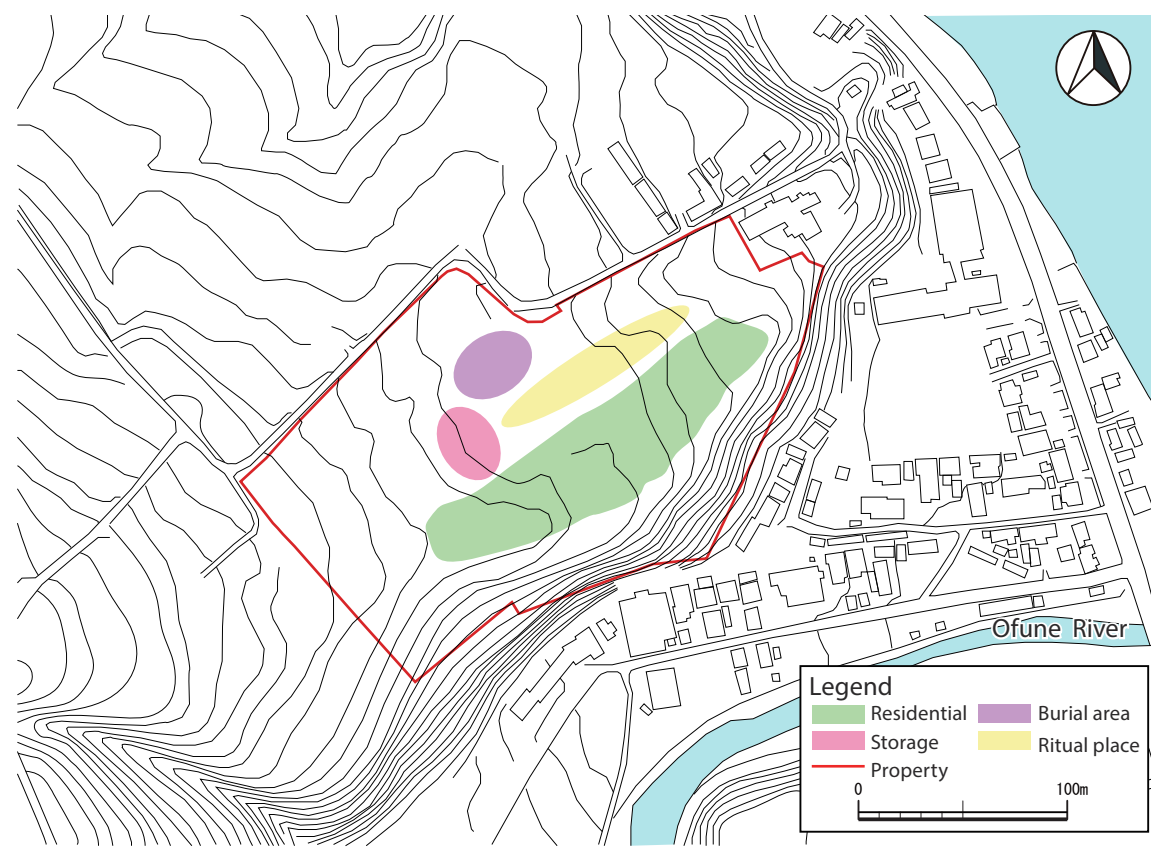 Ofune River
Legend
Residential
Burial area
Storage
Ritual place
Property
0
100m